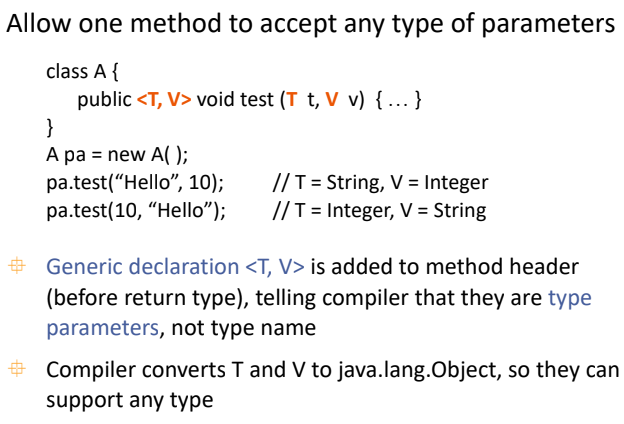 Allow one method to accept any type of parameters
class A {
public <T, V> void test (T t, V v) { … }
}
A pa = new A( );
pa.test(“Hello”, 10); // T = String, V = Integer
pa.test(10, “Hello”); // T = Integer, V = String
Generic declaration <T, V> is added to method header
(before return type), telling compiler that they are type
parameters, not type name
Compiler converts T and V to java.lang.Object, so they can
support any type